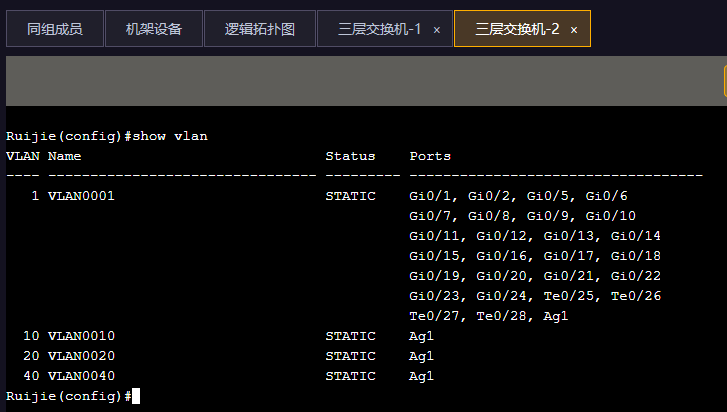 同组成员 机架设备 逻辑拓扑图 三层交换机-1 × 三层交换机-2 ×
Ruijie(config)#show vlan
VLAN Name Status Ports
---- -------------------------------- --------- -----------------------------------
1 VLAN0001 STATIC Gi0/1, Gi0/2, Gi0/5, Gi0/6
Gi0/7, Gi0/8, Gi0/9, Gi0/10
Gi0/11, Gi0/12, Gi0/13, Gi0/14
Gi0/15, Gi0/16, Gi0/17, Gi0/18
Gi0/19, Gi0/20, Gi0/21, Gi0/22
Gi0/23, Gi0/24, Te0/25, Te0/26
Te0/27, Te0/28, Ag1
10 VLAN0010 STATIC Ag1
20 VLAN0020 STATIC Ag1
40 VLAN0040 STATIC Ag1
Ruijie(config)#